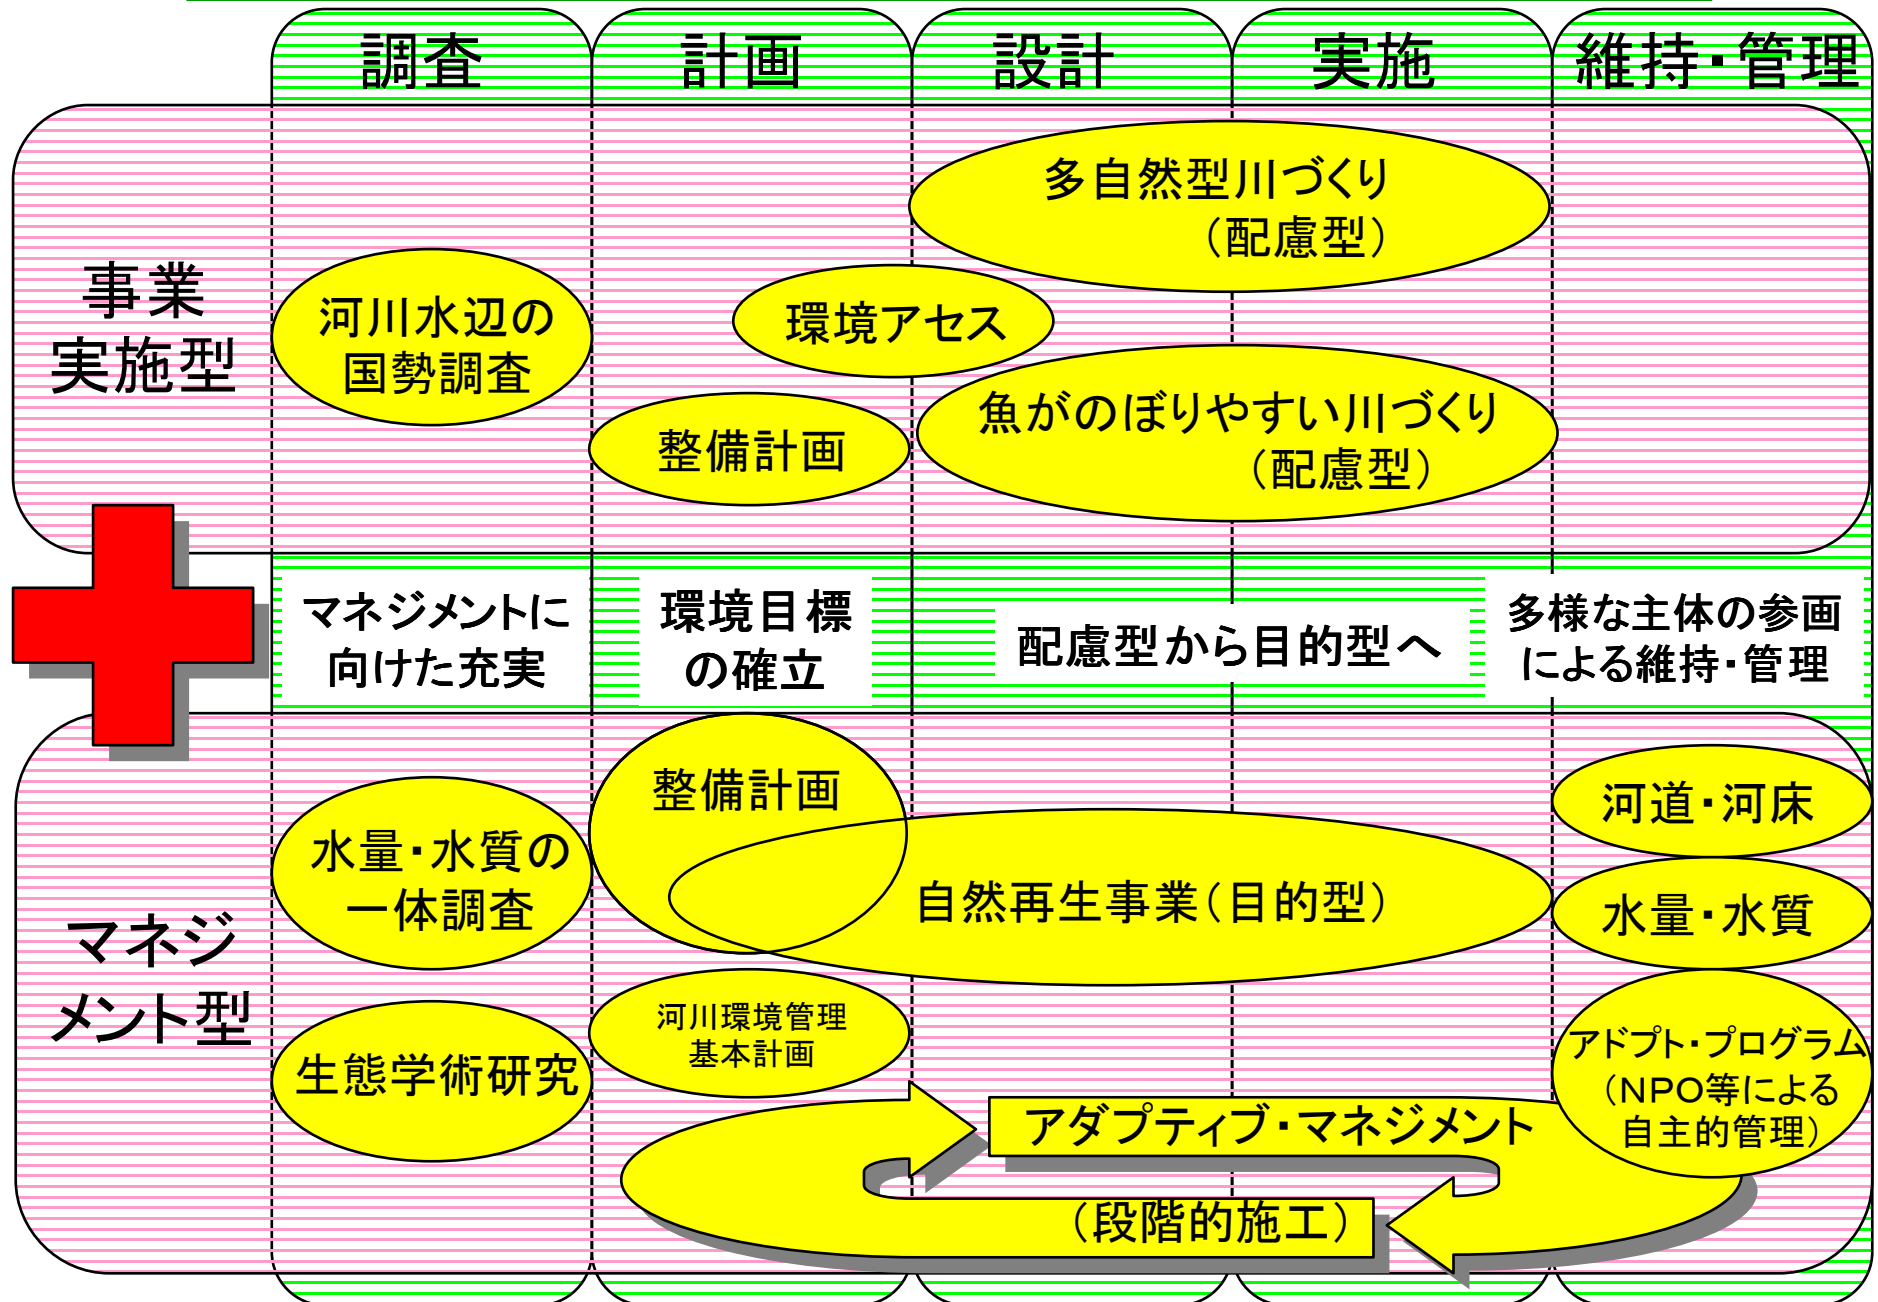 調査
計画
設計
実施
維持・管理
事業
実施型
河川水辺の
国勢調査
多自然型川づくり
（配慮型）
環境アセス
整備計画
魚がのぼりやすい川づくり
（配慮型）
マネジメントに
向けた充実
環境目標
の確立
配慮型から目的型へ
多様な主体の参画
による維持・管理
マネジ
メント型
水量・水質の
一体調査
生態学術研究
整備計画
自然再生事業（目的型）
河川環境管理
基本計画
河道・河床
水量・水質
アドプト・プログラム
（NPO等による
自主的管理）
アダプティブ・マネジメント
（段階的施工）